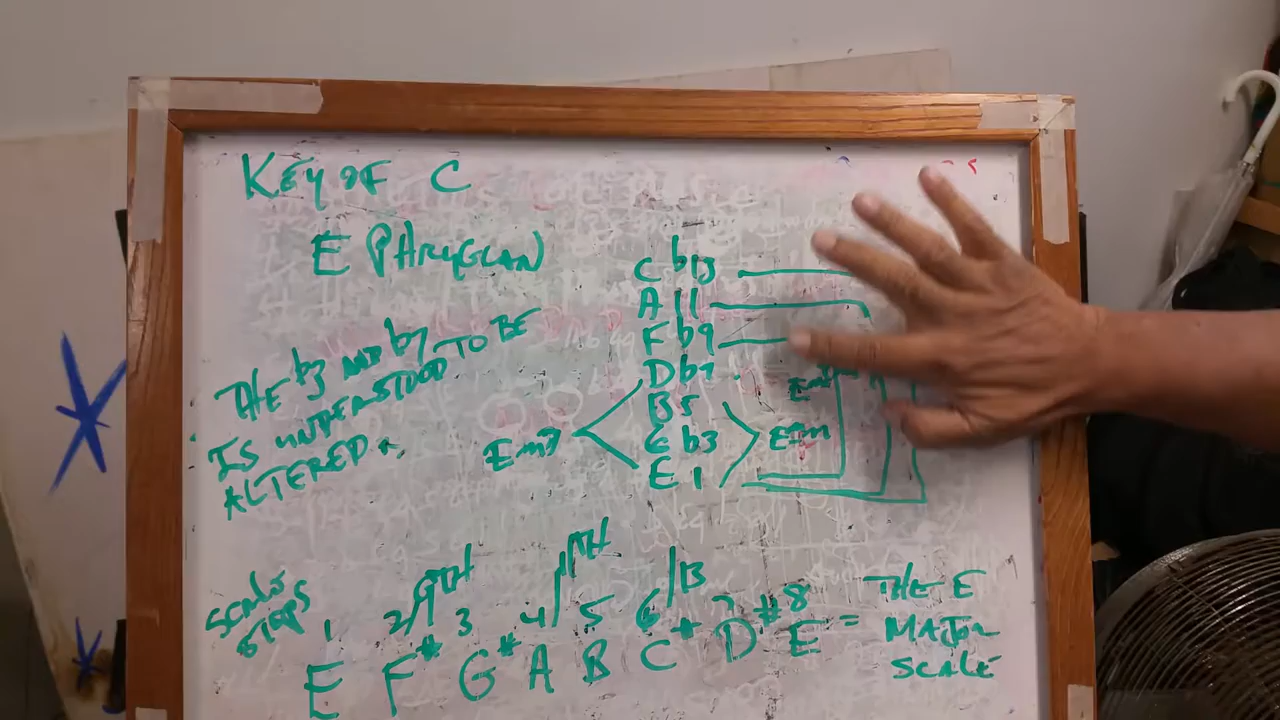 KEY OF C
E PHRYGIAN
C b13
A 11
F b9
D b7
B 5
G b3
E 1
THE b3 AND b7
IS UNDERSTOOD TO BE
ALTERED
Em7
Em
SCALE STEPS
1 2/9TH 3 4/11TH 5 6/13 7 8
E F# G# A B C# D# E = THE E
MAJOR
SCALE